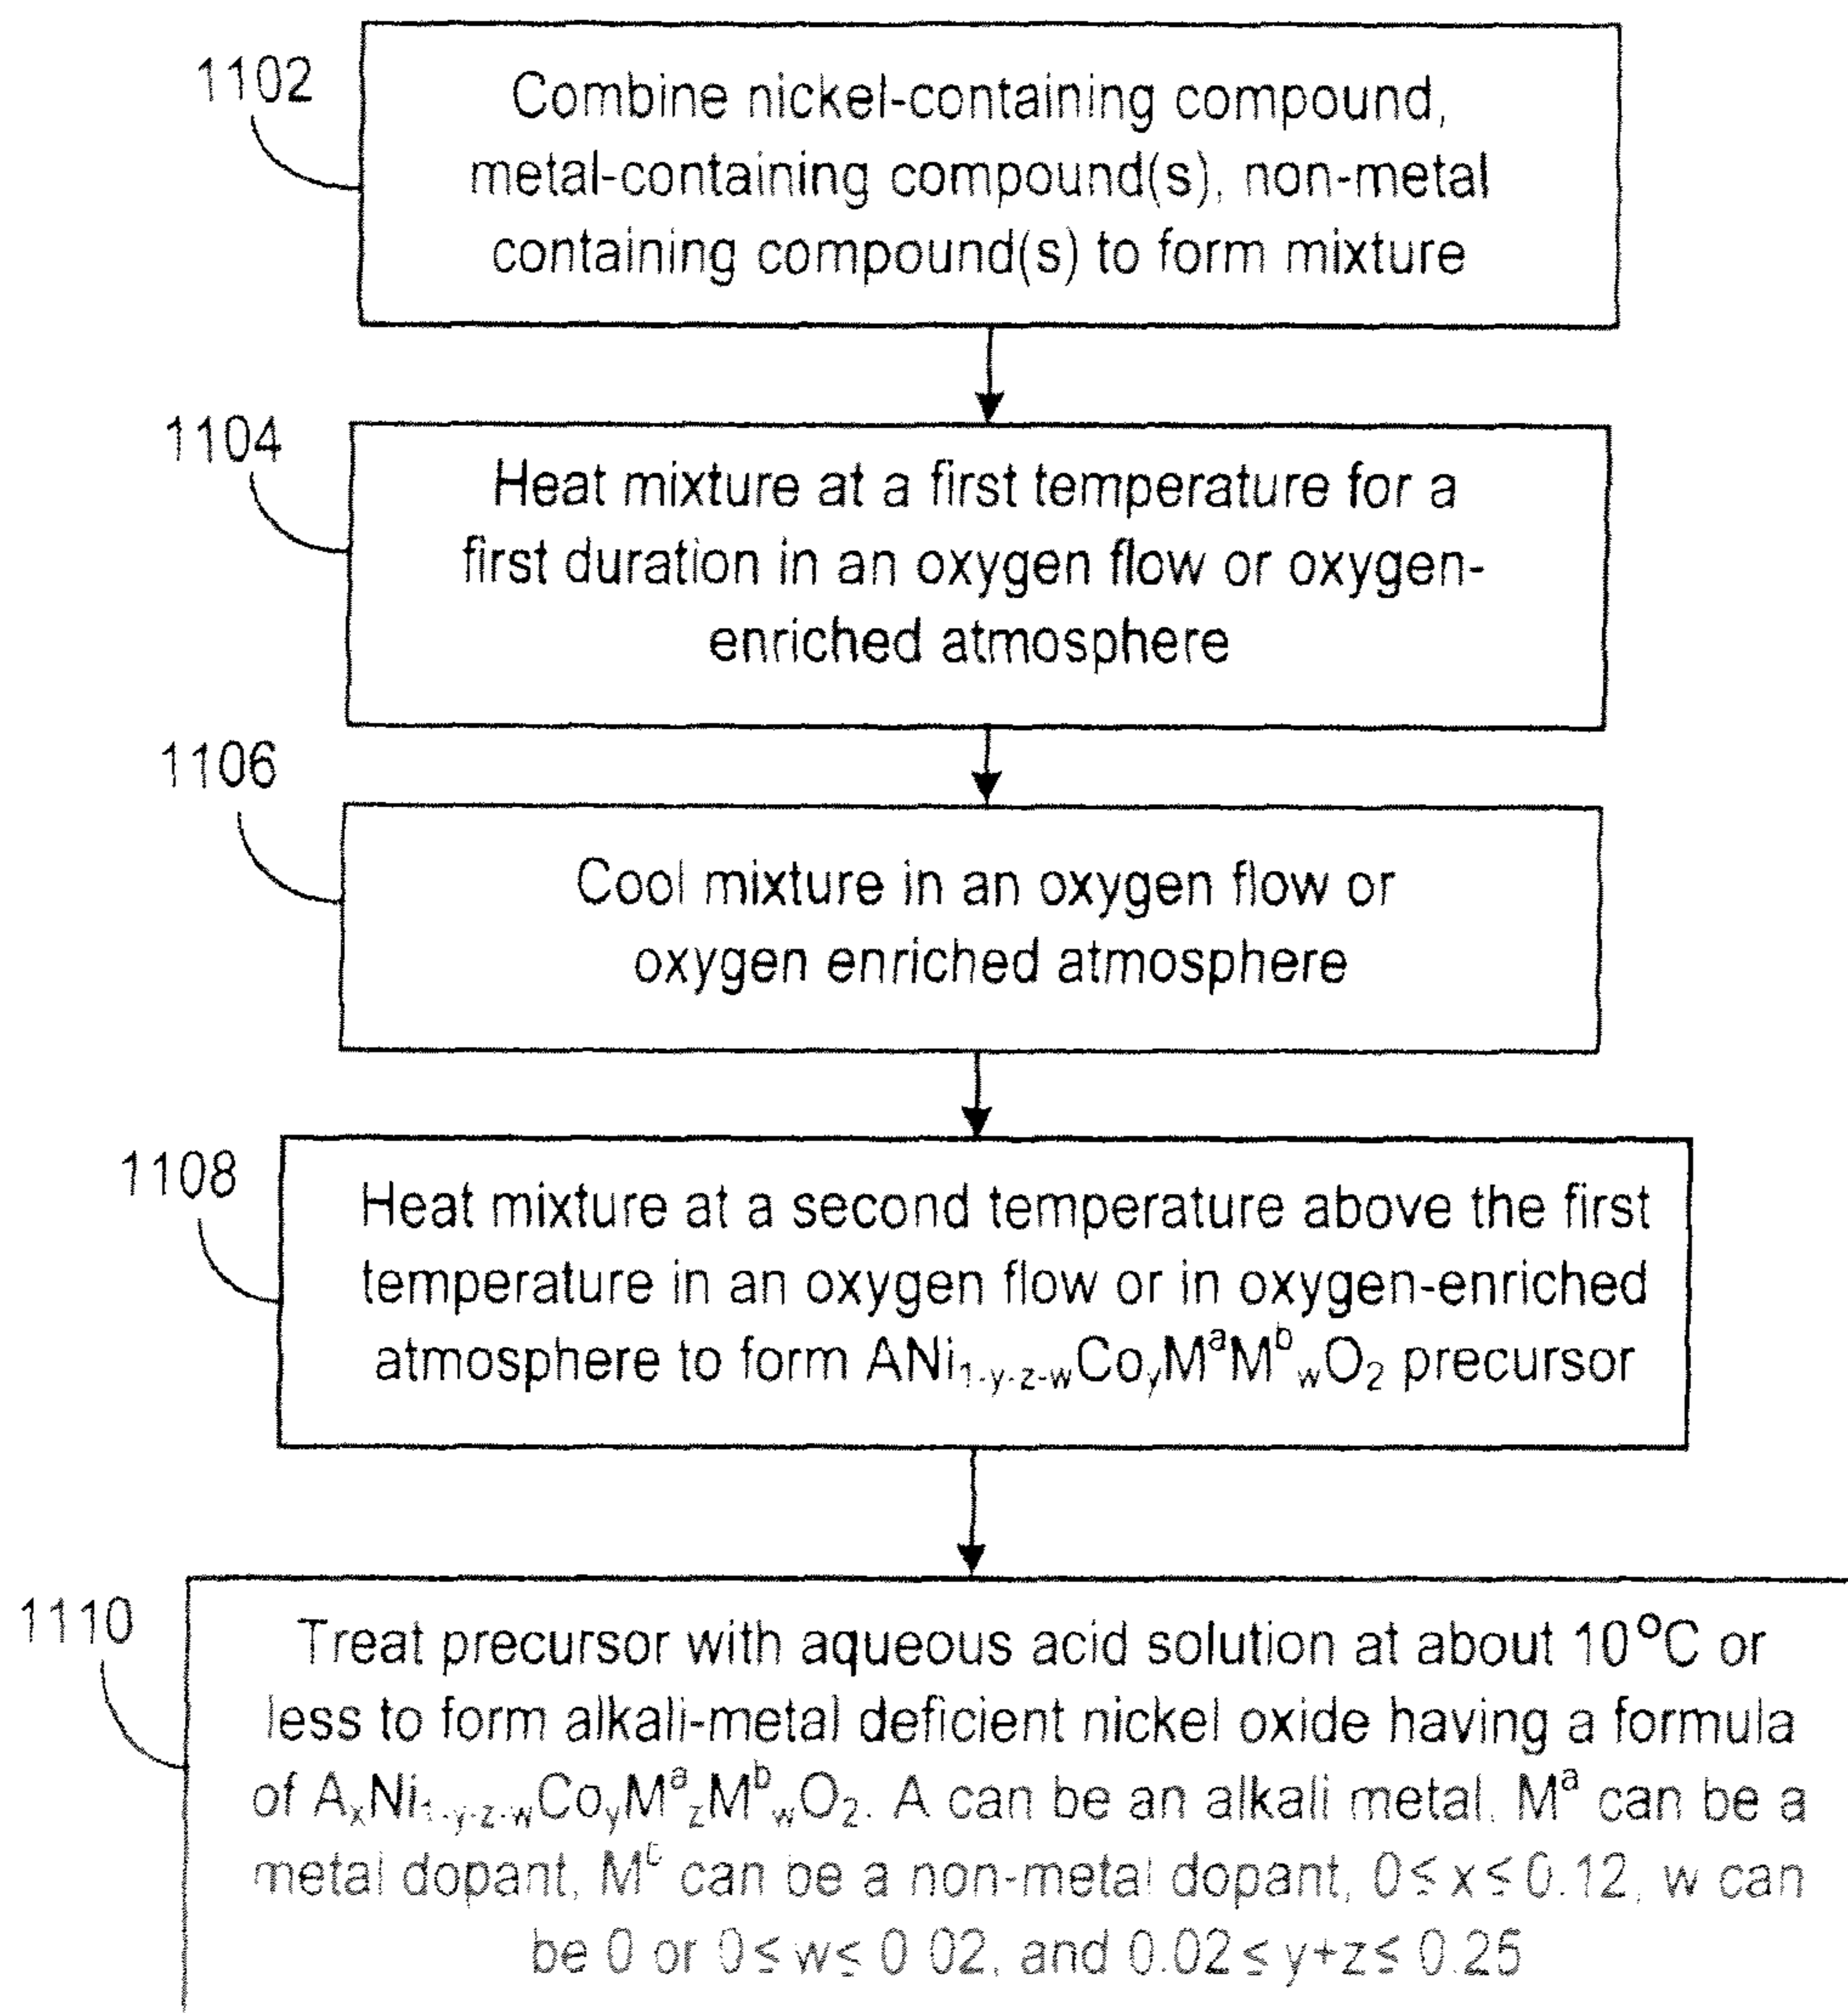 1102
Combine nickel-containing compound,
metal-containing compound(s), non-metal
containing compound(s) to form mixture
1104
Heat mixture at a first temperature for a
first duration in an oxygen flow or oxygen-
enriched atmosphere
1106
Cool mixture in an oxygen flow or
oxygen enriched atmosphere
1108
Heat mixture at a second temperature above the first
temperature in an oxygen flow or in oxygen-enriched
atmosphere to form ANi₁₋y₋z₋wCoyMᵃMᵇwO₂ precursor
1110
Treat precursor with aqueous acid solution at about 10°C or
less to form alkali-metal deficient nickel oxide having a formula
of AxNi₁₋y₋z₋wCoyMᵃzMᵇwO₂. A can be an alkali metal, Mᵃ can be a
metal dopant, Mᵇ can be a non-metal dopant, 0≤x≤0.12, w can
be 0 or 0≤w≤0.02, and 0.02≤y+z≤0.25